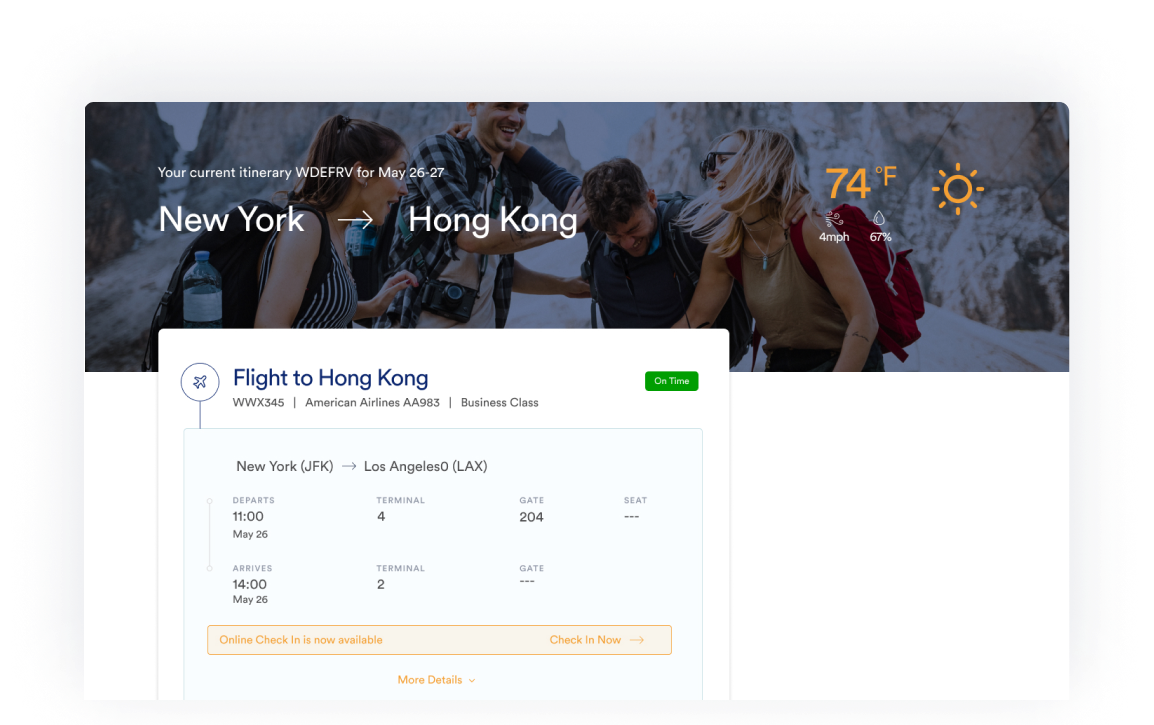 Your current itinerary WDEFRV for May 26-27
New York → Hong Kong
74 °F
4mph 67%
Flight to Hong Kong
On Time
WWX345 | American Airlines AA983 | Business Class
New York (JFK) → Los Angeles0 (LAX)
DEPARTS TERMINAL GATE SEAT
11:00 4 204 ---
May 26
ARRIVES TERMINAL GATE
14:00 2 ---
May 26
Online Check In is now available Check In Now →
More Details